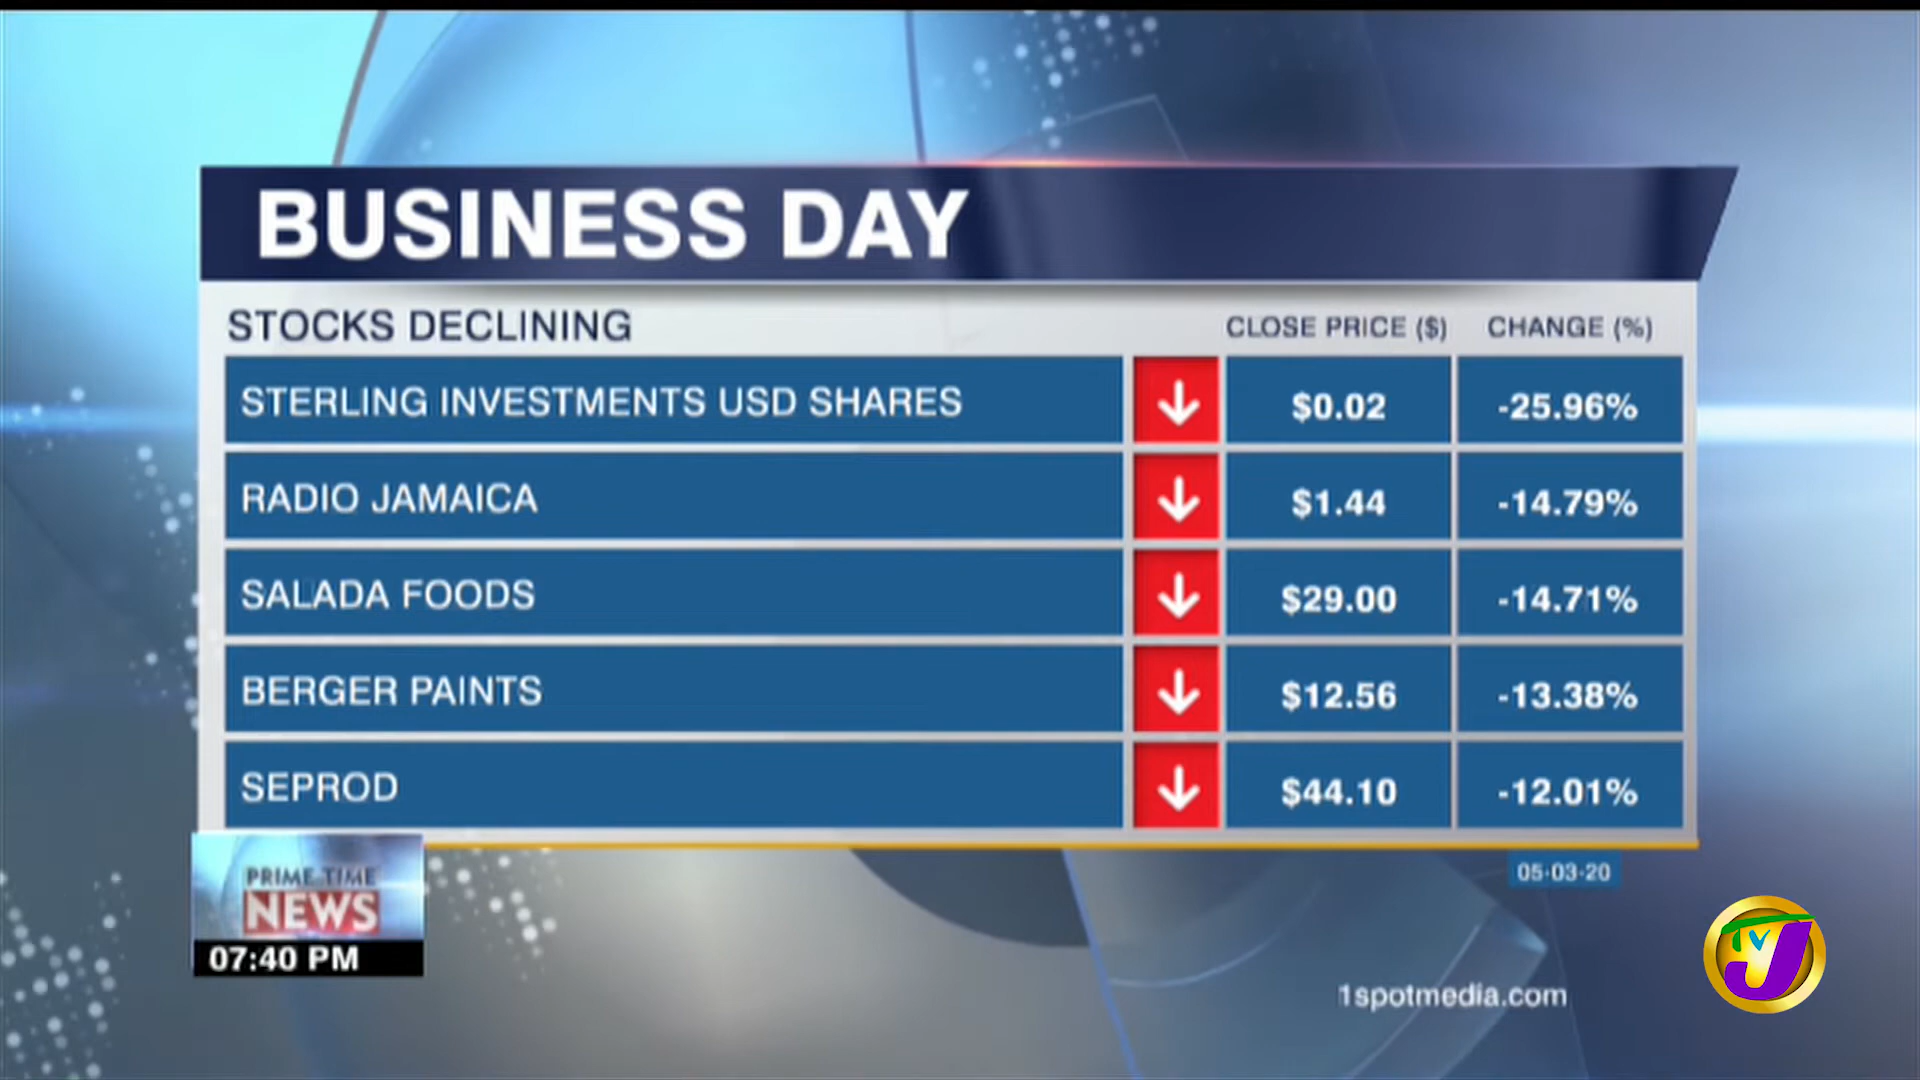 BUSINESS DAY
STOCKS DECLINING CLOSE PRICE ($) CHANGE (%)
STERLING INVESTMENTS USD SHARES $0.02 -25.96%
RADIO JAMAICA $1.44 -14.79%
SALADA FOODS $29.00 -14.71%
BERGER PAINTS $12.56 -13.38%
SEPROD $44.10 -12.01%
PRIME TIME
NEWS
07:40 PM
05-03-20
1spotmedia.com
TVJ